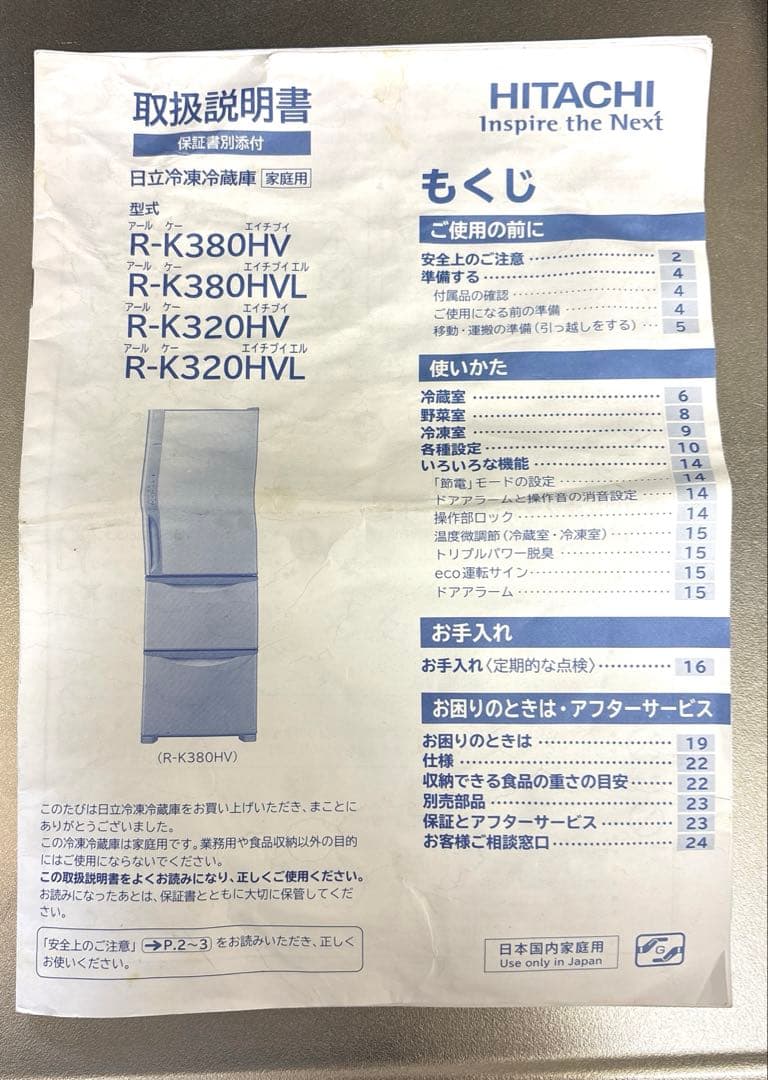 取扱説明書
保証書別添付
日立冷凍冷蔵庫 家庭用
型式
アール ケー エイチブイ
R-K380HV
アール ケー エイチブイエル
R-K380HVL
アール ケー エイチブイ
R-K320HV
アール ケー エイチブイエル
R-K320HVL
(R-K380HV)
このたびは日立冷凍冷蔵庫をお買い上げいただき、まことに
ありがとうございました。
この冷凍冷蔵庫は家庭用です。業務用や食品収納以外の目的
にはご使用にならないでください。
この取扱説明書をよくお読みになり、正しくご使用ください。
お読みになったあとは、保証書とともに大切に保管してくだ
さい。
「安全上のご注意」(→P.2〜3)をお読みいただき、正しく
お使いください。
HITACHI
Inspire the Next
もくじ
ご使用の前に
安全上のご注意 ………… 2
準備する ………… 4
付属品の確認 ………… 4
ご使用になる前の準備 ………… 4
移動・運搬の準備(引っ越しをする) … 5
使いかた
冷蔵室 ………… 6
野菜室 ………… 8
冷凍室 ………… 9
各種設定 ………… 10
いろいろな機能 ………… 14
「節電」モードの設定 ………… 14
ドアアラームと操作音の消音設定 ………… 14
操作部ロック ………… 14
温度微調節(冷蔵室・冷凍室) ………… 15
トリプルパワー脱臭 ………… 15
eco運転サイン ………… 15
ドアアラーム ………… 15
お手入れ
お手入れ〈定期的な点検〉 ………… 16
お困りのときは・アフターサービス
お困りのときは ………… 19
仕様 ………… 22
収納できる食品の重さの目安 ………… 22
別売部品 ………… 23
保証とアフターサービス ………… 23
お客様ご相談窓口 ………… 24
日本国内家庭用
Use only in Japan
G